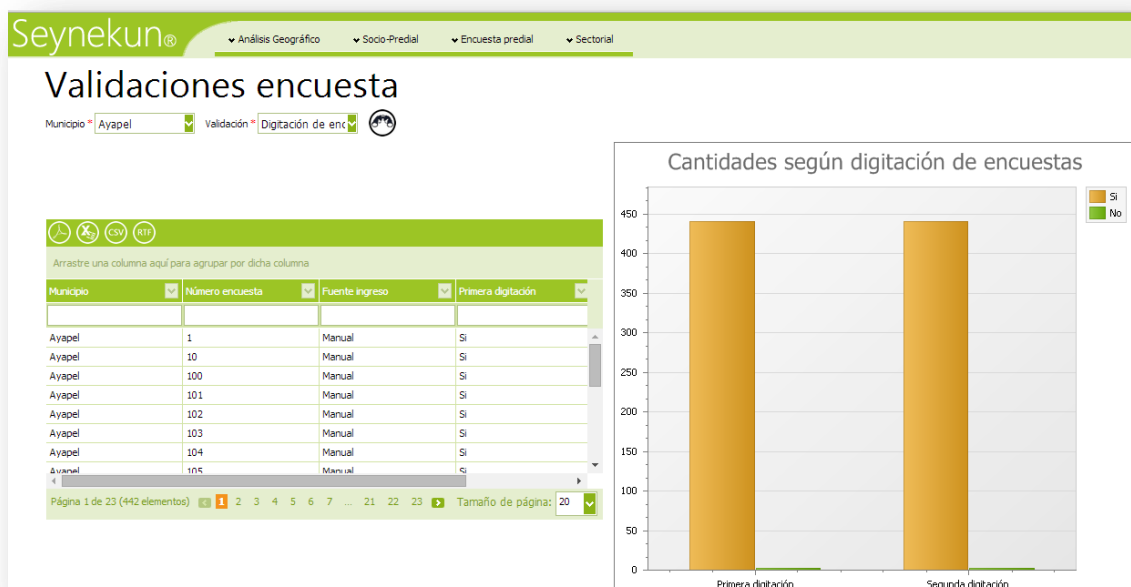 Seynekun®
Análisis Geográfico Socio-Predial Encuesta predial Sectorial
Validaciones encuesta
Municipio * Ayapel Validación * Digitación de enc
Cantidades según digitación de encuestas
Si
No
450
400
350
300
250
200
150
100
50
0
Primera digitación Segunda digitación
CSV RTF
Arrastre una columna aquí para agrupar por dicha columna
Municipio Número encuesta Fuente ingreso Primera digitación
Ayapel 1 Manual Si
Ayapel 10 Manual Si
Ayapel 100 Manual Si
Ayapel 101 Manual Si
Ayapel 102 Manual Si
Ayapel 103 Manual Si
Ayapel 104 Manual Si
Ayapel 105 Manual Si
Página 1 de 23 (442 elementos) 1 2 3 4 5 6 7 ... 21 22 23 Tamaño de página: 20